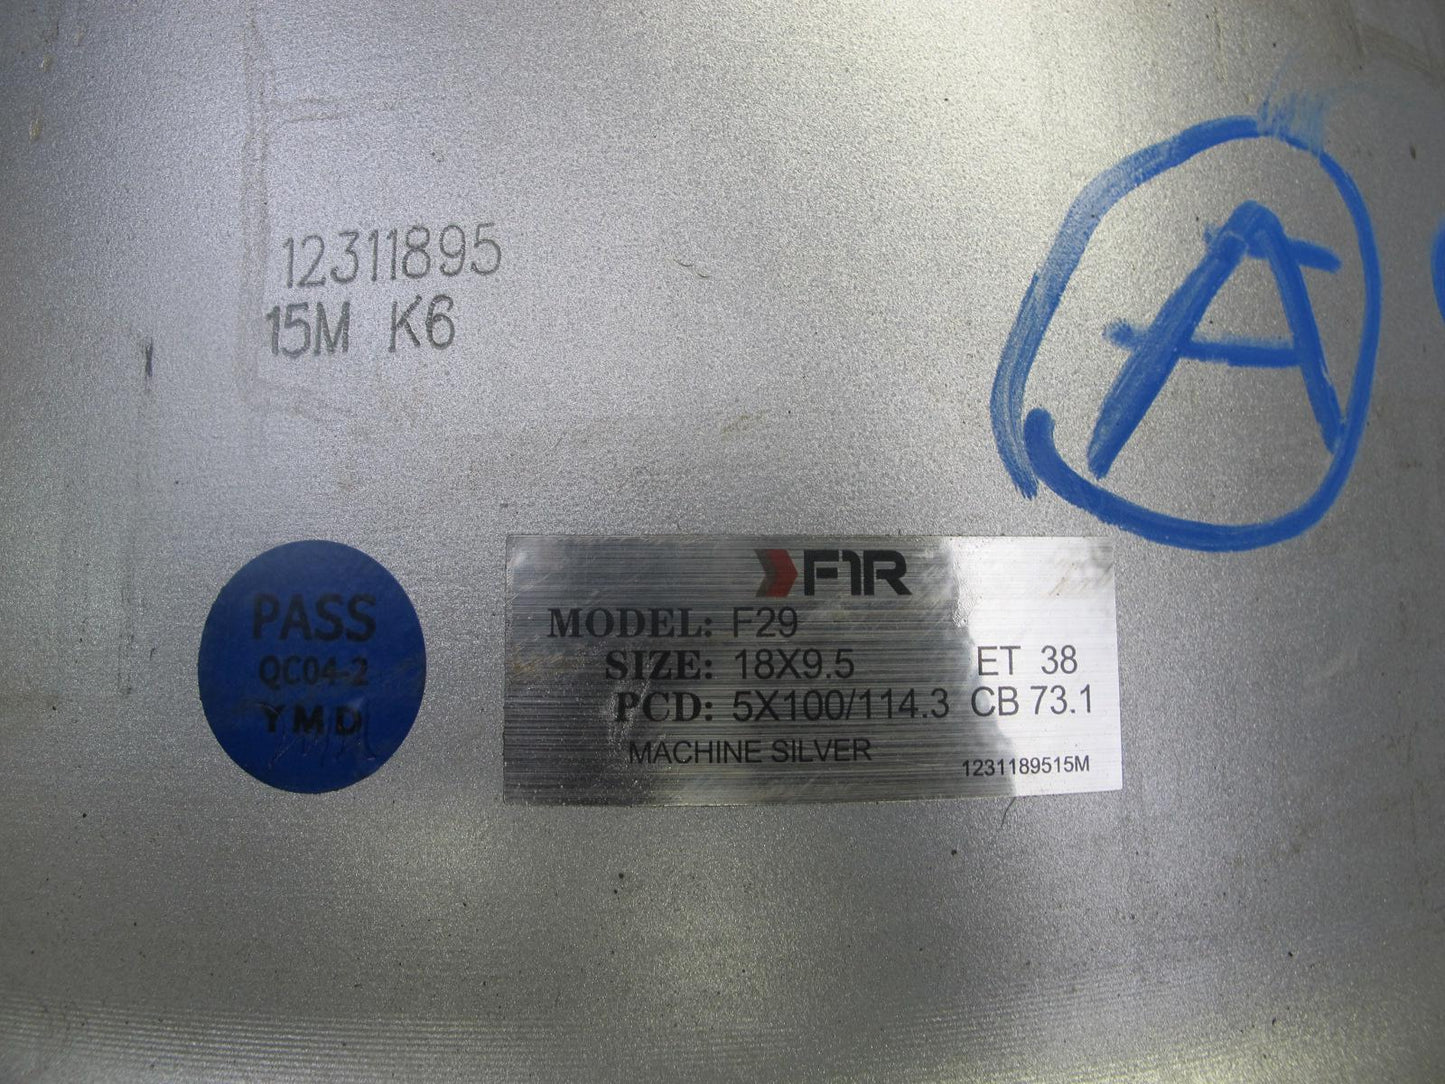 12311895
15M K6
A
PASS
QC04-2
Y M D
F1R
MODEL: F29
SIZE: 18X9.5 ET 38
PCD: 5X100/114.3 CB 73.1
MACHINE SILVER
1231189515M